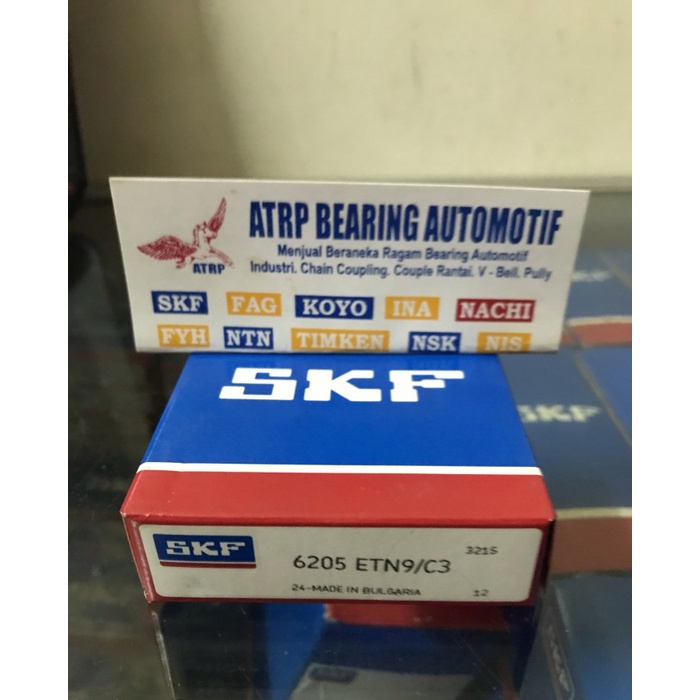 ATRP BEARING AUTOMOTIF
Menjual Beraneka Ragam Bearing Automotif
Industri. Chain Coupling. Couple Rantai. V - Bell. Pully
ATRP
SKF FAG KOYO INA NACHI
FYH NTN TIMKEN NSK NIS
SKF
SKF
SKF
6205 ETN9/C3
3215
24-MADE IN BULGARIA
12